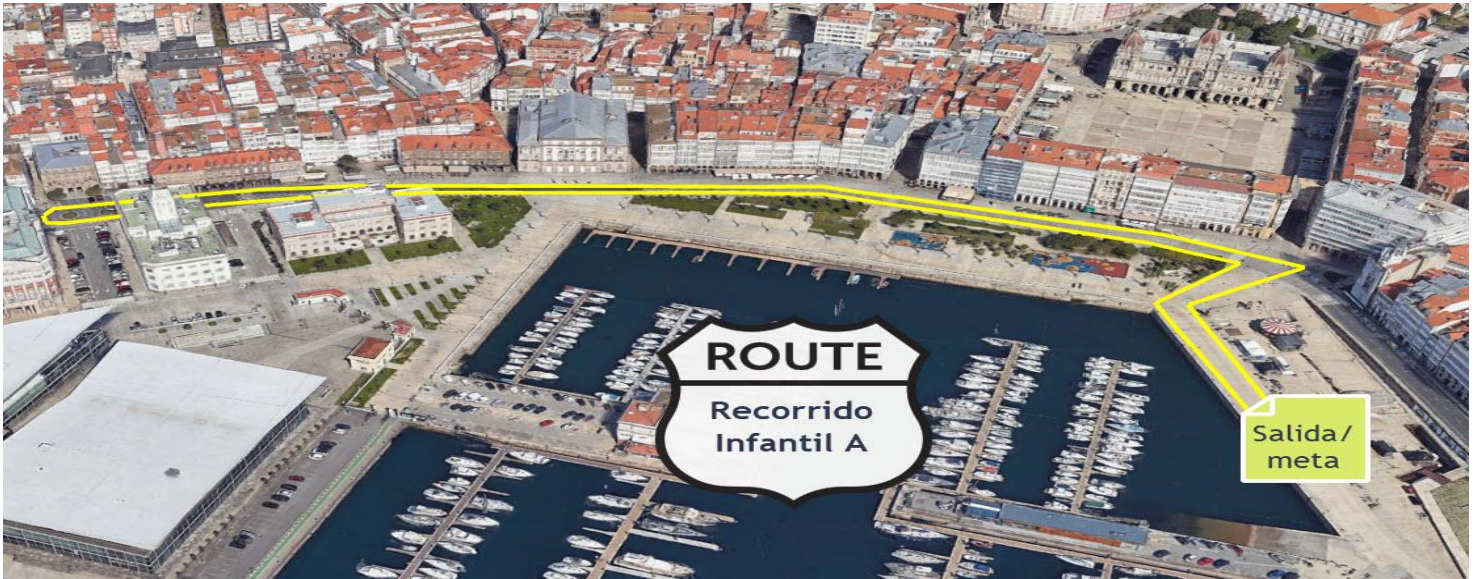 ROUTE
Recorrido
Infantil A
Salida/
meta